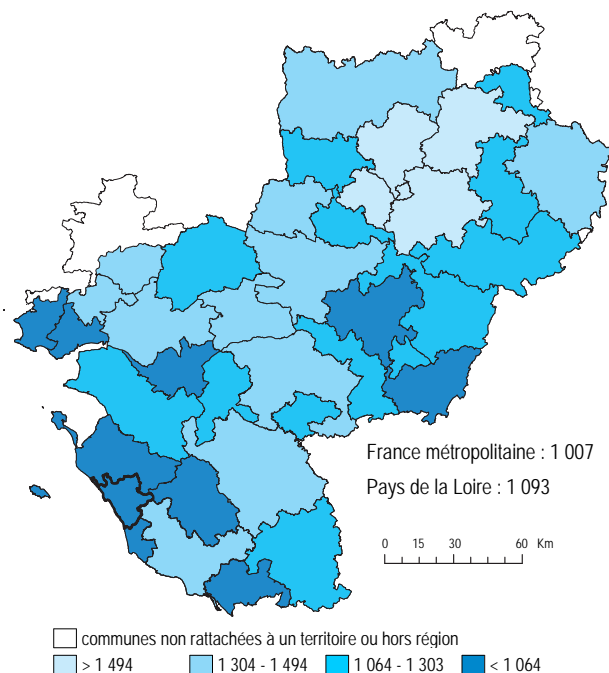 France métropolitaine : 1 007
Pays de la Loire : 1 093
0 15 30 60 Km
communes non rattachées à un territoire ou hors région
> 1 494 1 304 - 1 494 1 064 - 1 303 < 1 064